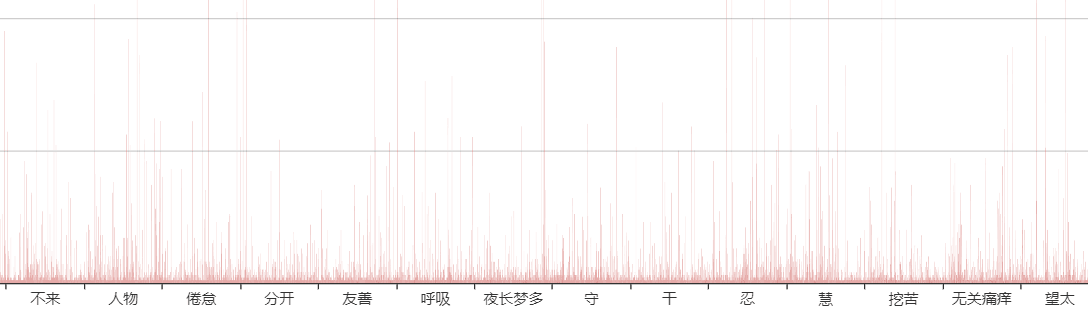 不来 人物 倦怠 分开 友善 呼吸 夜长梦多 守 干 忍 慧 挖苦 无关痛痒 望太